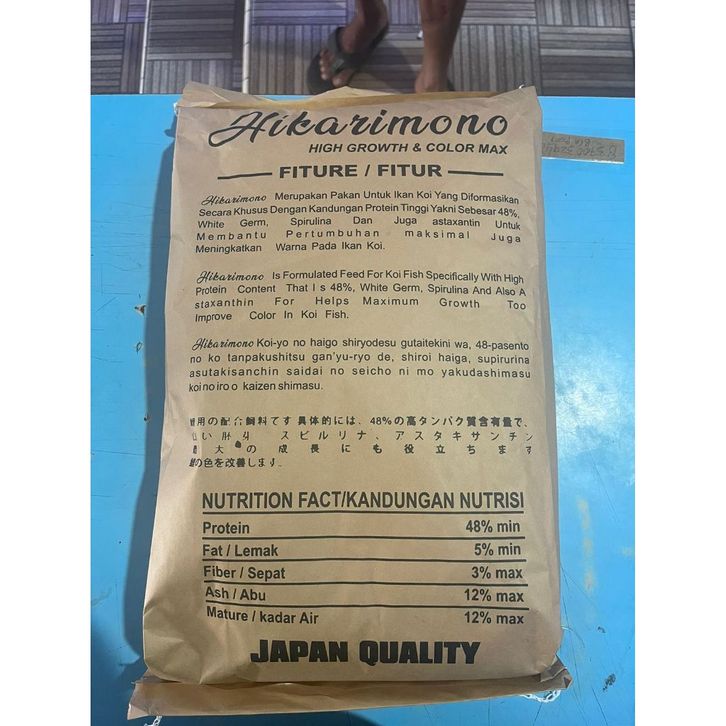 Hikarimono
HIGH GROWTH & COLOR MAX
FITURE / FITUR
Hikarimono Merupakan Pakan Untuk Ikan Koi Yang Diformasikan
Secara Khusus Dengan Kandungan Protein Tinggi Yakni Sebesar 48%,
White Germ, Spirulina Dan Juga astaxantin Untuk
Membantu Pertumbuhan maksimal Juga
Meningkatkan Warna Pada Ikan Koi.
Hikarimono Is Formulated Feed For Koi Fish Specifically With High
Protein Content That I s 48%, White Germ, Spirulina And Also A
staxanthin For Helps Maximum Growth Too
Improve Color In Koi Fish.
Hikarimono Koi-yo no haigo shiryodesu gutaitekini wa, 48-pasento
no ko tanpakushitsu gan'yu-ryo de, shiroi haiga, supirurina
asutakisanchin saidai no seicho ni mo yakudashimasu
koi no iro o kaizen shimasu.
用の配合飼料てす 具体的には、48%の高タンパク質含有量で、
い 胚芽 スピルリナ、アスタキサンチン
大の成長にも役立ちます
の色を改善します。
NUTRITION FACT/KANDUNGAN NUTRISI
Protein 48% min
Fat / Lemak 5% min
Fiber / Sepat 3% max
Ash / Abu 12% max
Mature / kadar Air 12% max
JAPAN QUALITY